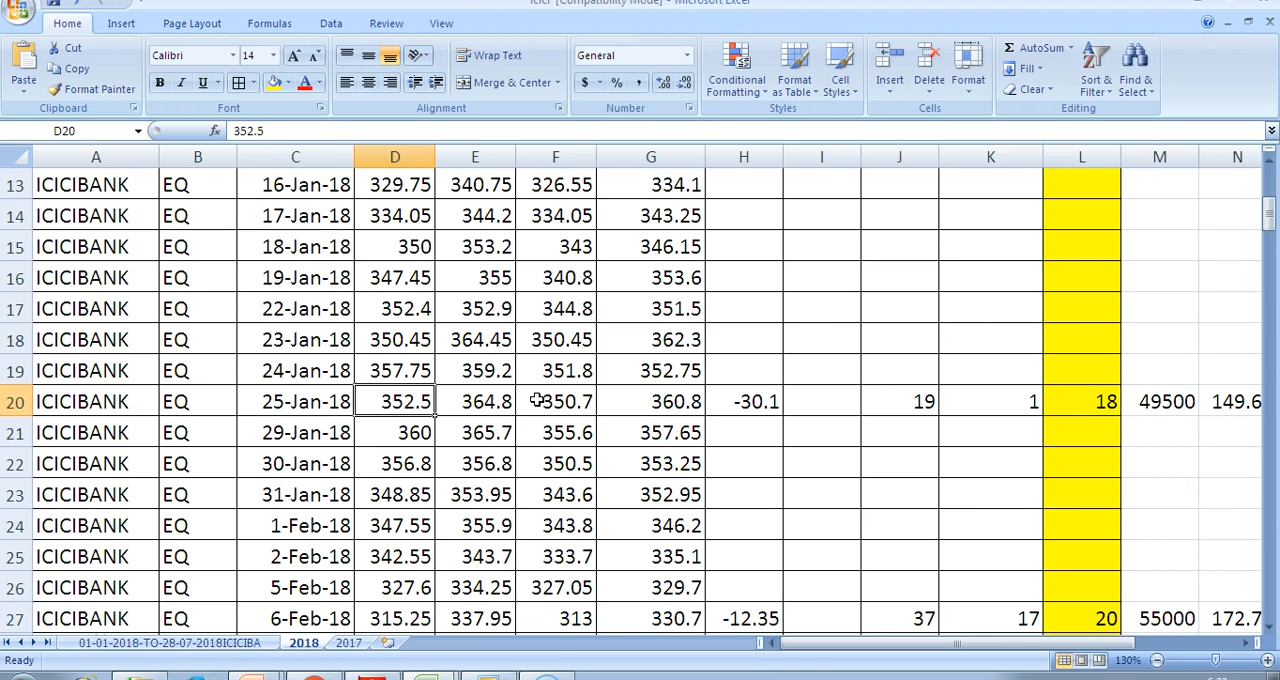 icici [Compatibility Mode] - Microsoft Excel
Home Insert Page Layout Formulas Data Review View
Paste Cut Copy Format Painter Clipboard
Calibri 14 A A B I U A Font
Wrap Text Merge & Center Alignment
General $ % , Number
Conditional Formatting Format as Table Cell Styles Styles
Insert Delete Format Cells
Σ AutoSum Fill Clear Sort & Filter Find & Select Editing
D20 fx 352.5
A B C D E F G H I J K L M N
13 ICICIBANK EQ 16-Jan-18 329.75 340.75 326.55 334.1
14 ICICIBANK EQ 17-Jan-18 334.05 344.2 334.05 343.25
15 ICICIBANK EQ 18-Jan-18 350 353.2 343 346.15
16 ICICIBANK EQ 19-Jan-18 347.45 355 340.8 353.6
17 ICICIBANK EQ 22-Jan-18 352.4 352.9 344.8 351.5
18 ICICIBANK EQ 23-Jan-18 350.45 364.45 350.45 362.3
19 ICICIBANK EQ 24-Jan-18 357.75 359.2 351.8 352.75
20 ICICIBANK EQ 25-Jan-18 352.5 364.8 350.7 360.8 -30.1 19 1 18 49500 149.6
21 ICICIBANK EQ 29-Jan-18 360 365.7 355.6 357.65
22 ICICIBANK EQ 30-Jan-18 356.8 356.8 350.5 353.25
23 ICICIBANK EQ 31-Jan-18 348.85 353.95 343.6 352.95
24 ICICIBANK EQ 1-Feb-18 347.55 355.9 343.8 346.2
25 ICICIBANK EQ 2-Feb-18 342.55 343.7 333.7 335.1
26 ICICIBANK EQ 5-Feb-18 327.6 334.25 327.05 329.7
27 ICICIBANK EQ 6-Feb-18 315.25 337.95 313 330.7 -12.35 37 17 20 55000 172.7
01-01-2018-TO-28-07-2018ICICIBA 2018 2017
Ready 130%